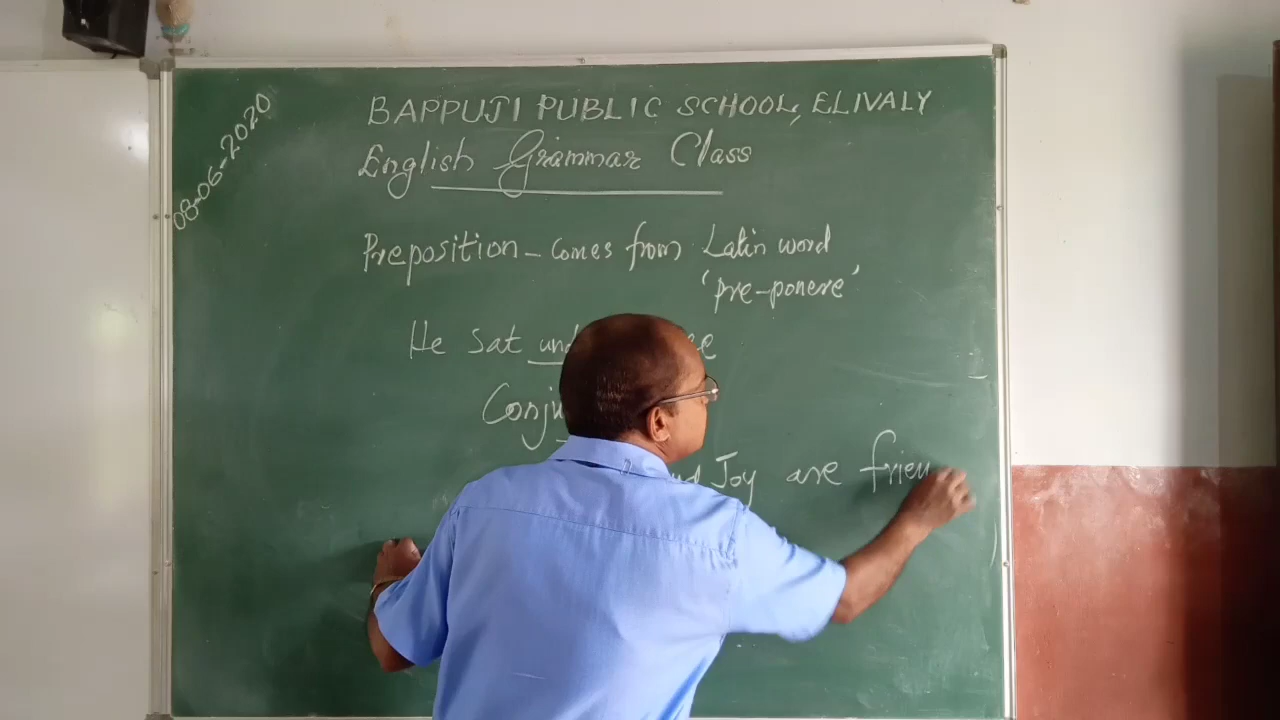 08-06-2020
BAPPUJI PUBLIC SCHOOL, ELIVALY
English Grammar Class
Preposition - comes from Latin word
'pre-ponere'
He sat
Joy are